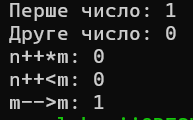 Перше число: 1
Друге число: 0
n++*m: 0
n++<m: 0
m-->m: 1